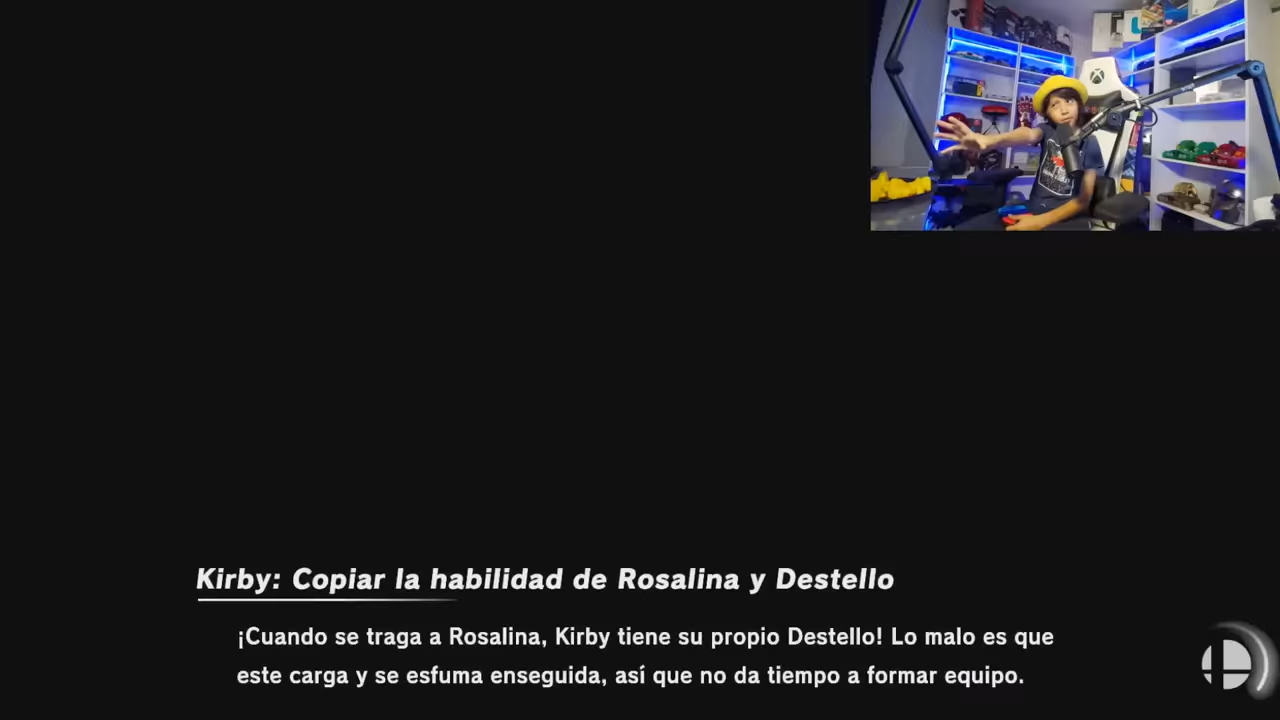 Kirby: Copiar la habilidad de Rosalina y Destello
¡Cuando se traga a Rosalina, Kirby tiene su propio Destello! Lo malo es que
este carga y se esfuma enseguida, así que no da tiempo a formar equipo.